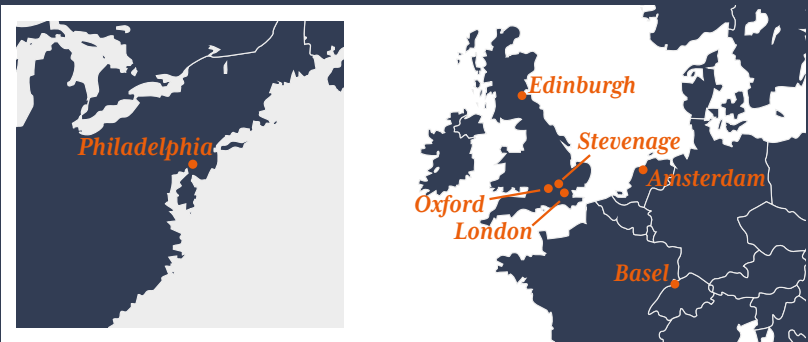 Philadelphia
Edinburgh
Stevenage
Amsterdam
Oxford
London
Basel